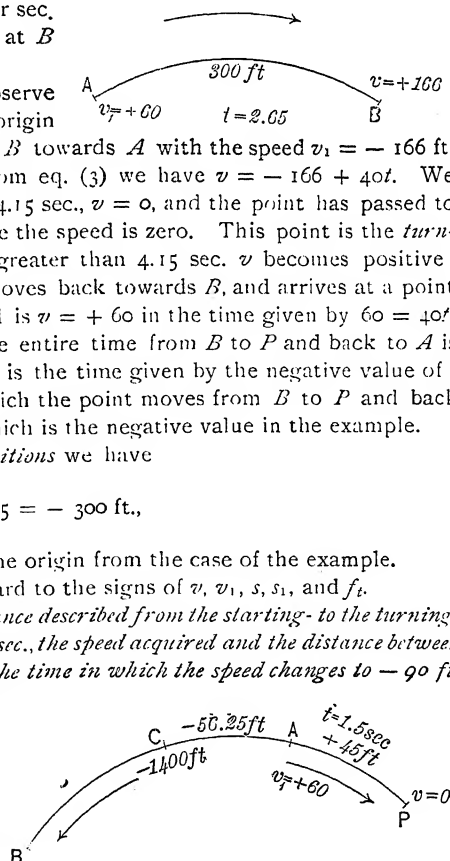 r sec.
at B
serve
origin
A
300 ft
v=+166
v₁=+60
t=2.65
B
B towards A with the speed v₁ = − 166 ft
om eq. (3) we have v = − 166 + 40t. We
4.15 sec., v = 0, and the point has passed to
e the speed is zero. This point is the turn-
greater than 4.15 sec. v becomes positive
oves back towards B, and arrives at a point
l is v = + 60 in the time given by 60 = 40t
e entire time from B to P and back to A is
is the time given by the negative value of
ich the point moves from B to P and back
hich is the negative value in the example.
itions we have
5 = − 300 ft.,
he origin from the case of the example.
ard to the signs of v, v₁, s, s₁, and fₜ.
nce described from the starting- to the turning
sec., the speed acquired and the distance betwee
he time in which the speed changes to − 90 f
C
−56.25ft
A
t=1.5sec
+45ft
−1400ft
v₁=+60
v=0
P
B